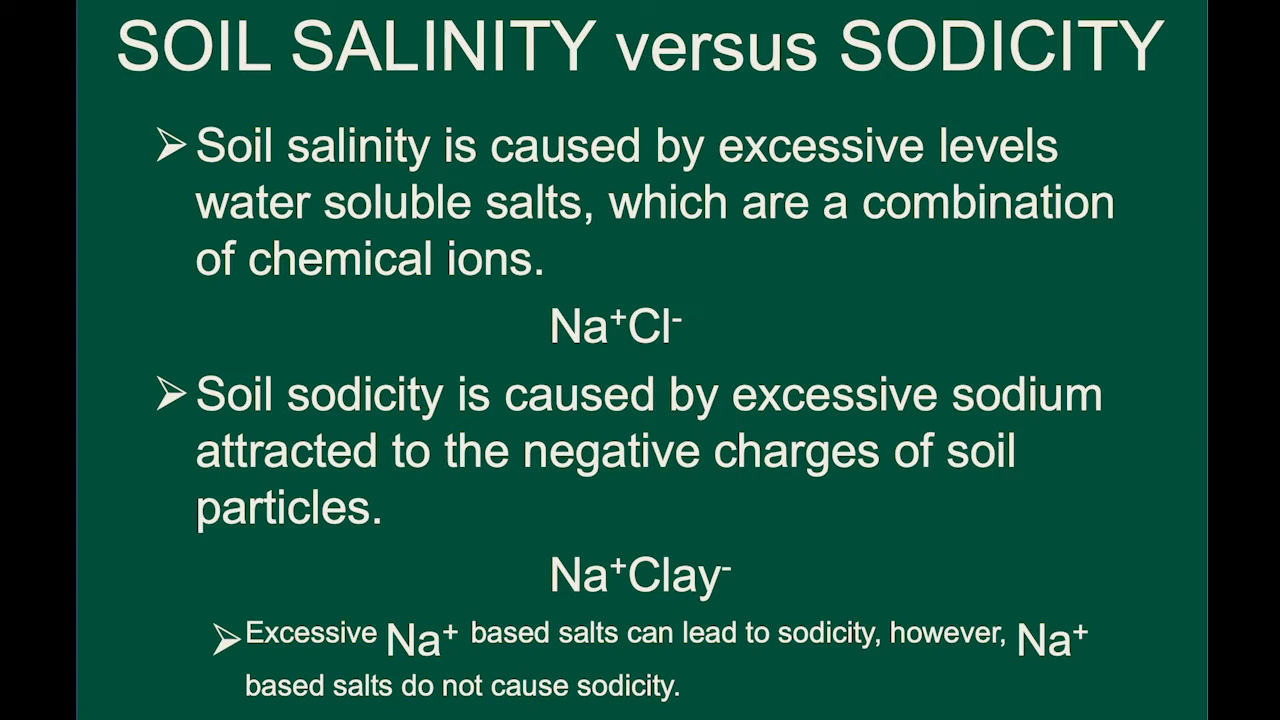 SOIL SALINITY versus SODICITY
➢Soil salinity is caused by excessive levels
water soluble salts, which are a combination
of chemical ions.
Na⁺Cl⁻
➢Soil sodicity is caused by excessive sodium
attracted to the negative charges of soil
particles.
Na⁺Clay⁻
➢Excessive Na⁺ based salts can lead to sodicity, however, Na⁺
based salts do not cause sodicity.